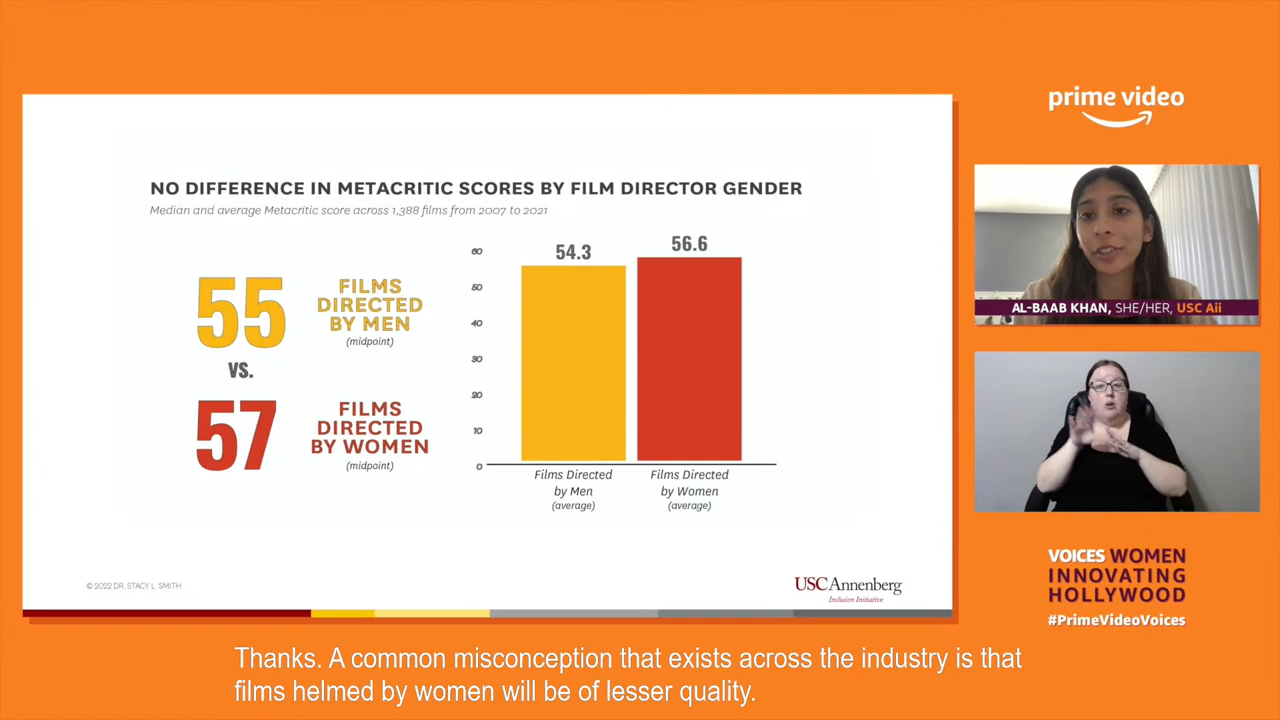 prime video
NO DIFFERENCE IN METACRITIC SCORES BY FILM DIRECTOR GENDER
Median and average Metacritic score across 1,388 films from 2007 to 2021
55
FILMS
DIRECTED
BY MEN
(midpoint)
VS.
57
FILMS
DIRECTED
BY WOMEN
(midpoint)
60
50
40
30
20
10
0
54.3
56.6
Films Directed
by Men
(average)
Films Directed
by Women
(average)
© 2022 DR. STACY L. SMITH
USC Annenberg
Inclusion Initiative
AL-BAAB KHAN, SHE/HER, USC Aii
VOICES WOMEN
INNOVATING
HOLLYWOOD
#PrimeVideoVoices
Thanks. A common misconception that exists across the industry is that
films helmed by women will be of lesser quality.